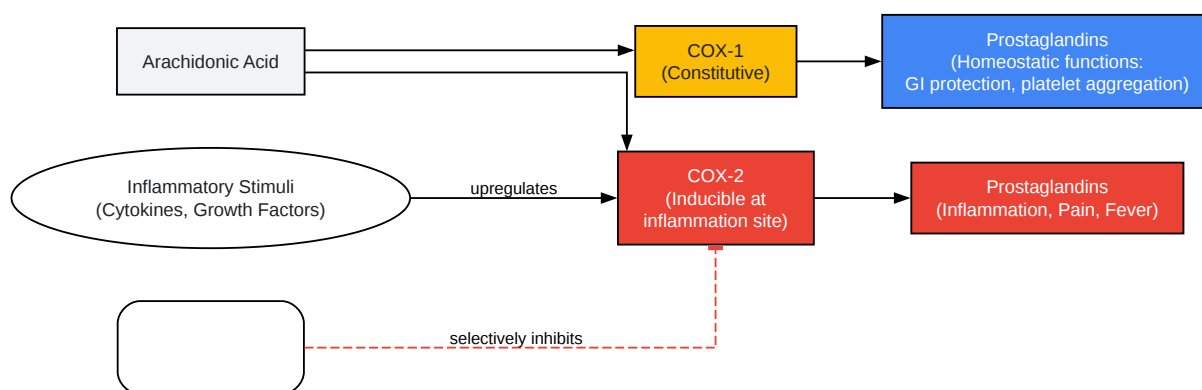 Arachidonic Acid
COX-1
(Constitutive)
Prostaglandins
(Homeostatic functions:
GI protection, platelet aggregation)
Inflammatory Stimuli
(Cytokines, Growth Factors)
upregulates
COX-2
(Inducible at
inflammation site)
Prostaglandins
(Inflammation, Pain, Fever)
selectively inhibits